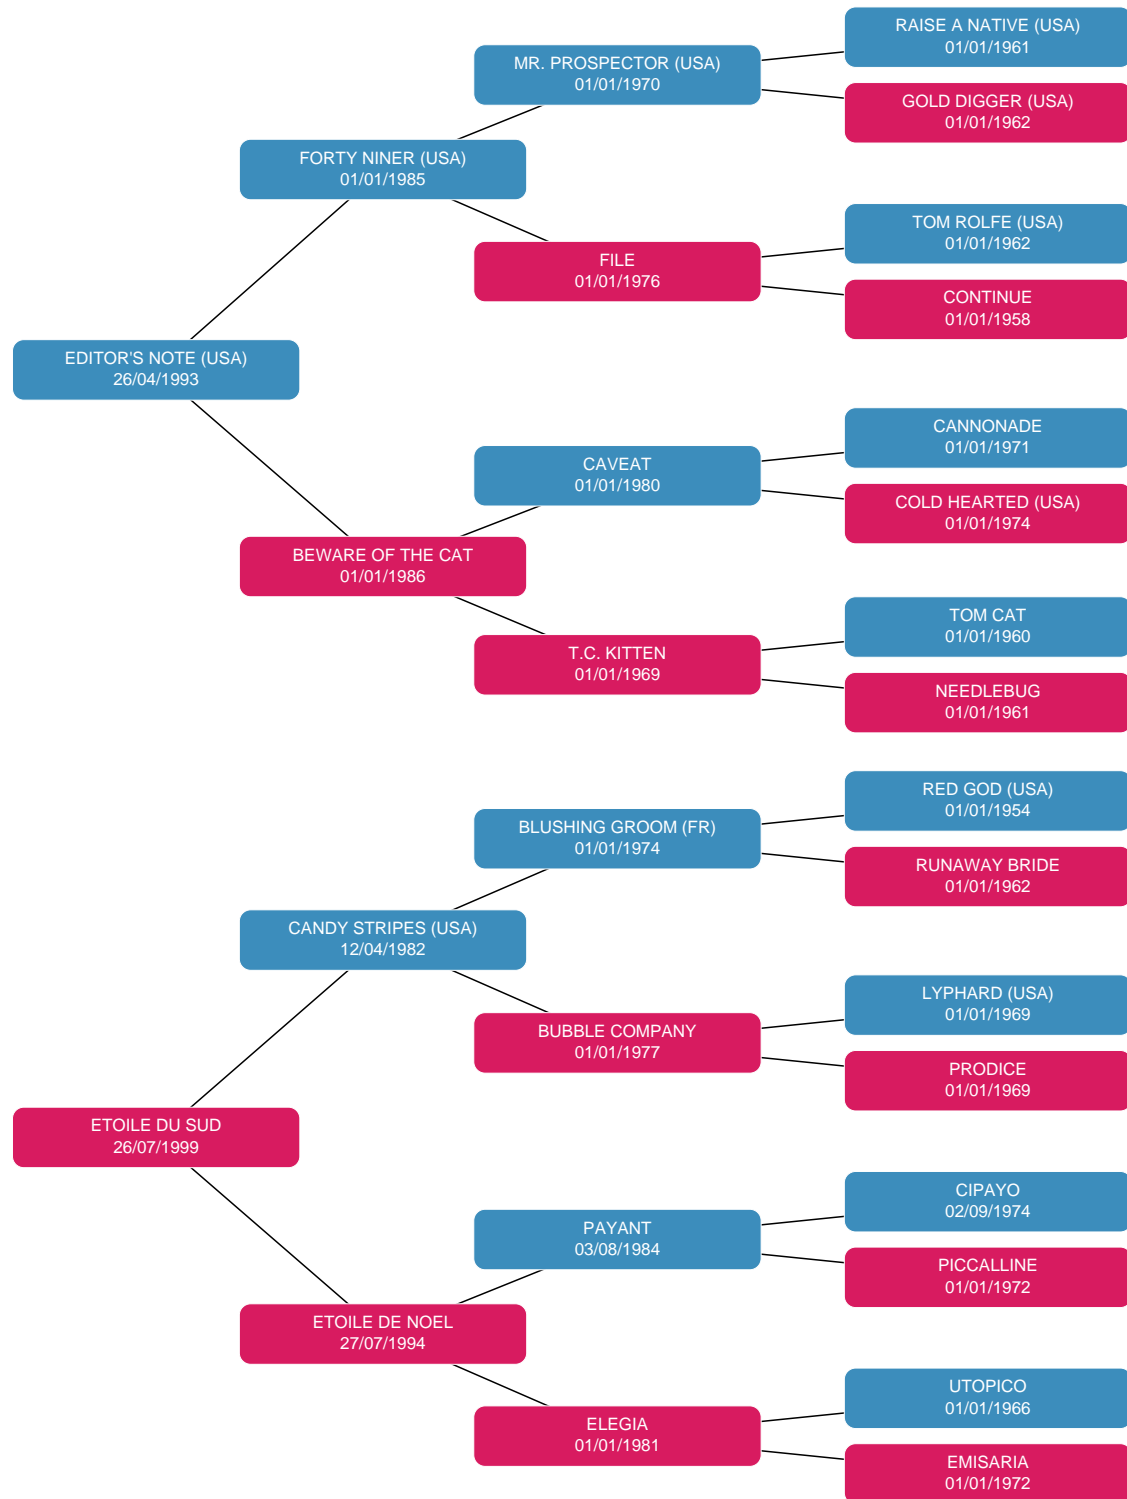 RAISE A NATIVE (USA)
01/01/1961
MR. PROSPECTOR (USA)
01/01/1970
GOLD DIGGER (USA)
01/01/1962
FORTY NINER (USA)
01/01/1985
TOM ROLFE (USA)
01/01/1962
FILE
01/01/1976
CONTINUE
01/01/1958
EDITOR'S NOTE (USA)
26/04/1993
CANNONADE
01/01/1971
CAVEAT
01/01/1980
COLD HEARTED (USA)
01/01/1974
BEWARE OF THE CAT
01/01/1986
TOM CAT
01/01/1960
T.C. KITTEN
01/01/1969
NEEDLEBUG
01/01/1961
RED GOD (USA)
01/01/1954
BLUSHING GROOM (FR)
01/01/1974
RUNAWAY BRIDE
01/01/1962
CANDY STRIPES (USA)
12/04/1982
LYPHARD (USA)
01/01/1969
BUBBLE COMPANY
01/01/1977
PRODICE
01/01/1969
ETOILE DU SUD
26/07/1999
CIPAYO
02/09/1974
PAYANT
03/08/1984
PICCALLINE
01/01/1972
ETOILE DE NOEL
27/07/1994
UTOPICO
01/01/1966
ELEGIA
01/01/1981
EMISARIA
01/01/1972